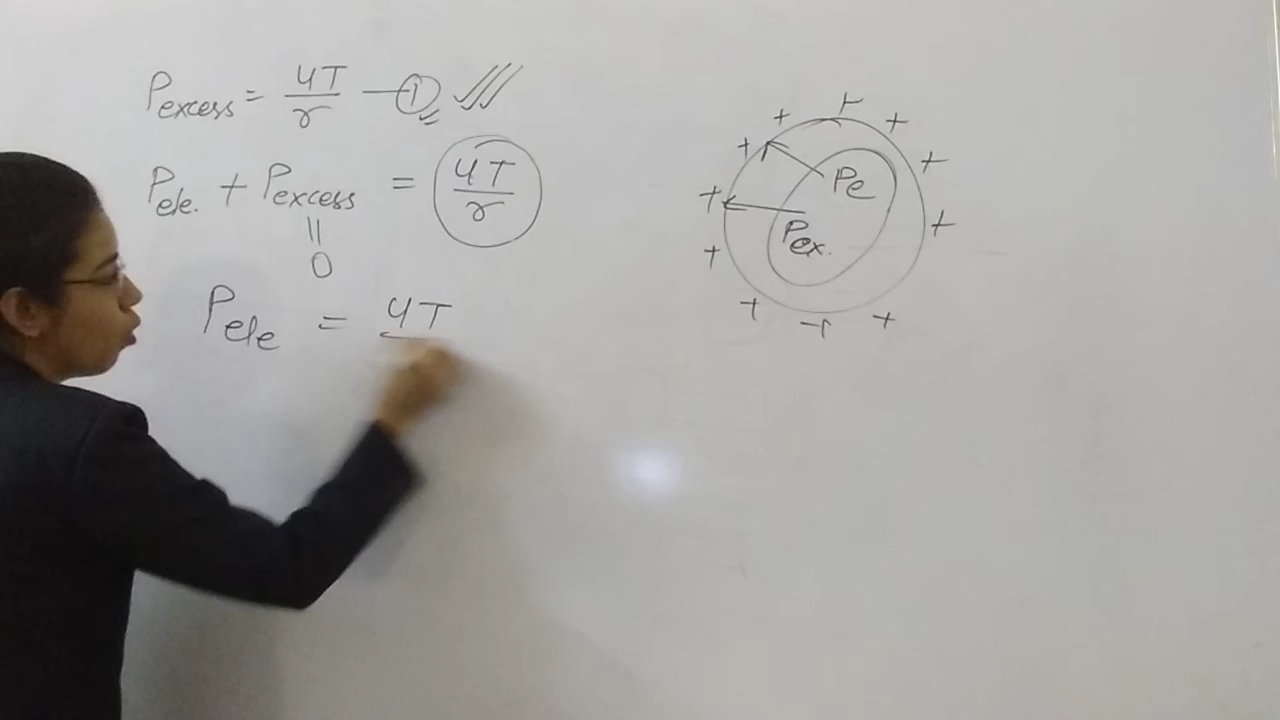 Pexcess = 4T/r — ① ✓//
Pele. + Pexcess = 4T/r
॥
0
Pele = 4T
+ + + + + + + + + + + +
Pe
Pex.